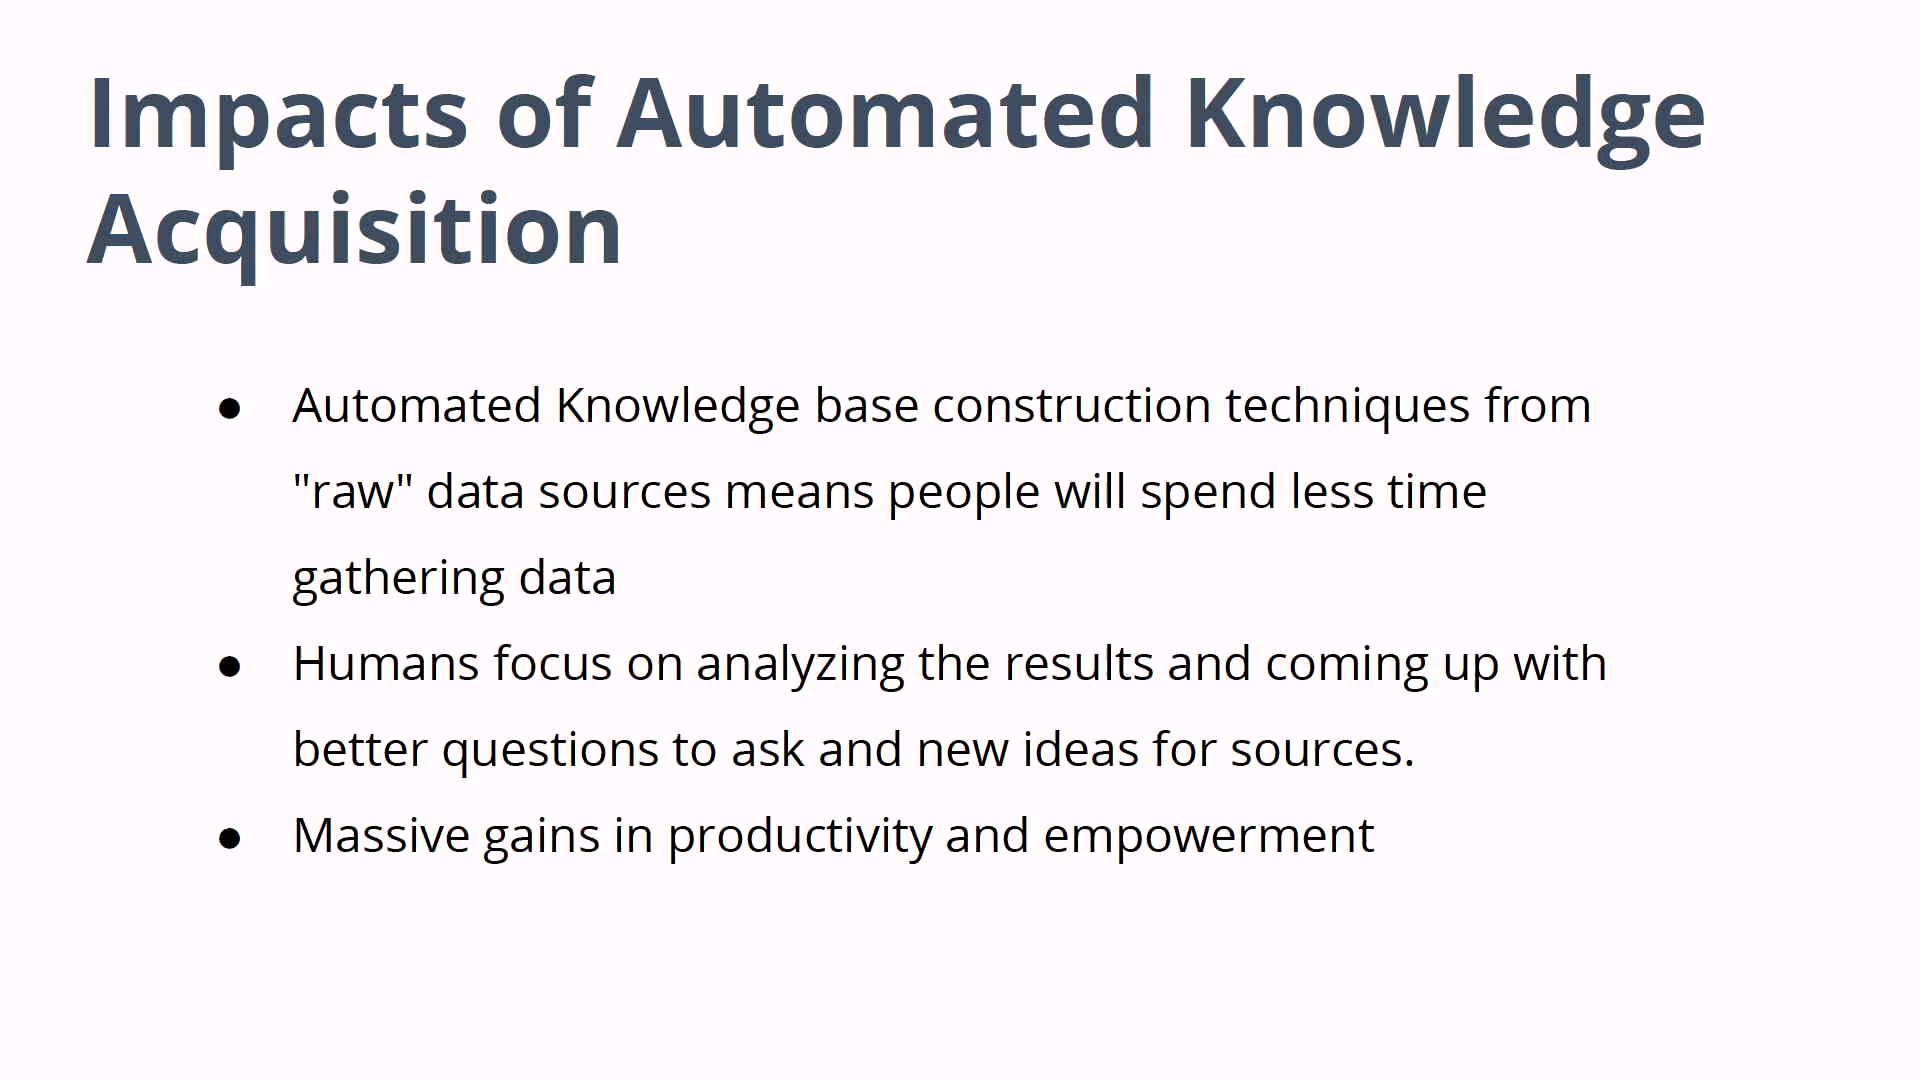 Impacts of Automated Knowledge
Acquisition
● Automated Knowledge base construction techniques from
"raw" data sources means people will spend less time
gathering data
● Humans focus on analyzing the results and coming up with
better questions to ask and new ideas for sources.
● Massive gains in productivity and empowerment